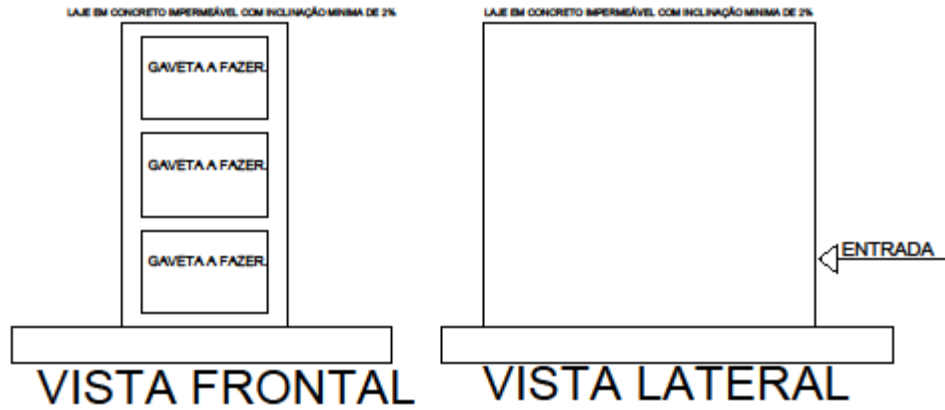 LAJE EM CONCRETO IMPERMEÁVEL COM INCLINAÇÃO MINIMA DE 2%
GAVETA A FAZER.
GAVETA A FAZER.
GAVETA A FAZER.
VISTA FRONTAL
LAJE EM CONCRETO IMPERMEÁVEL COM INCLINAÇÃO MINIMA DE 2%
ENTRADA
VISTA LATERAL